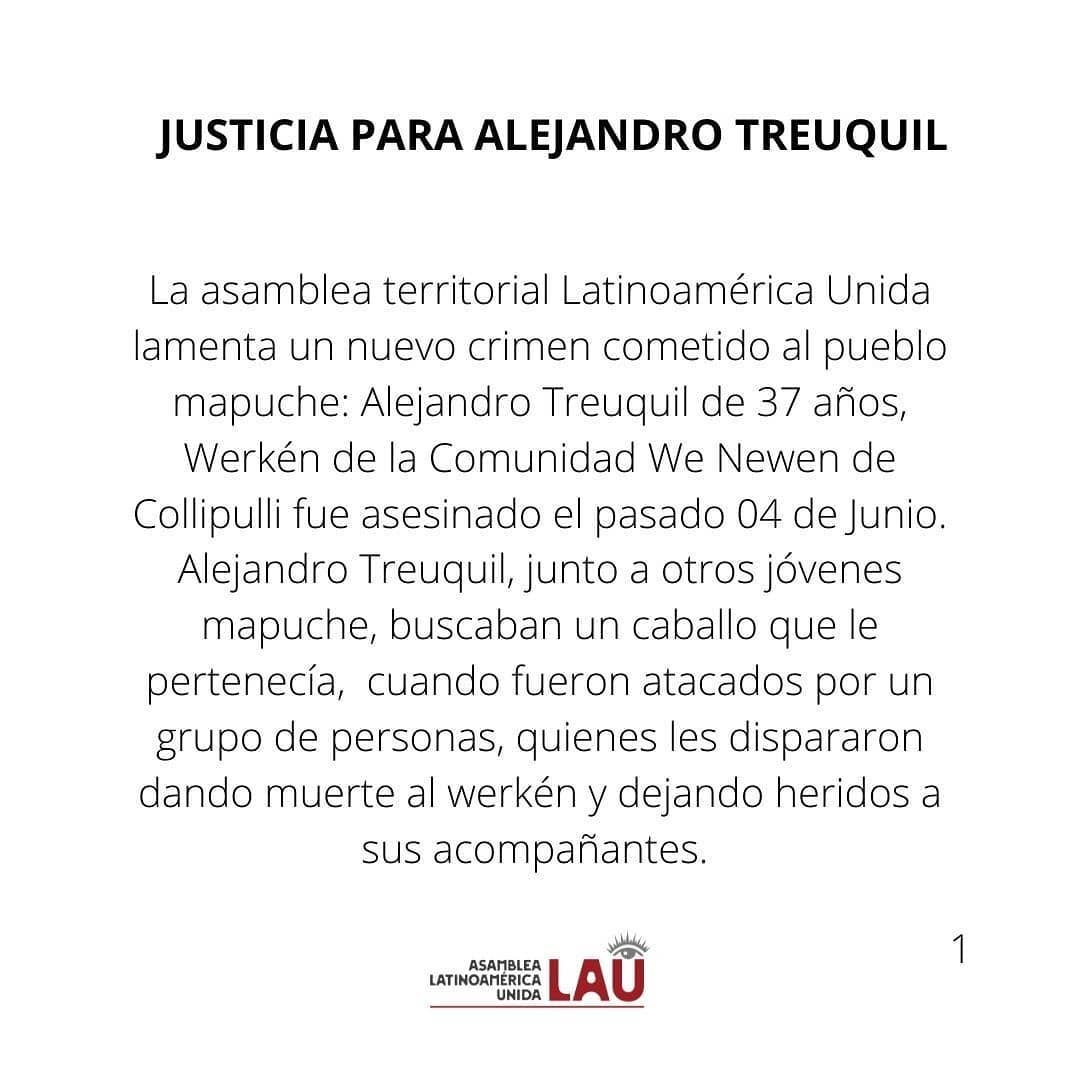 JUSTICIA PARA ALEJANDRO TREUQUIL
La asamblea territorial Latinoamérica Unida
lamenta un nuevo crimen cometido al pueblo
mapuche: Alejandro Treuquil de 37 años,
Werkén de la Comunidad We Newen de
Collipulli fue asesinado el pasado 04 de Junio.
Alejandro Treuquil, junto a otros jóvenes
mapuche, buscaban un caballo que le
pertenecía,  cuando fueron atacados por un
grupo de personas, quienes les dispararon
dando muerte al werkén y dejando heridos a
sus acompañantes.
1
ASAMBLEA
LATINOAMÉRICA
UNIDA
LAU